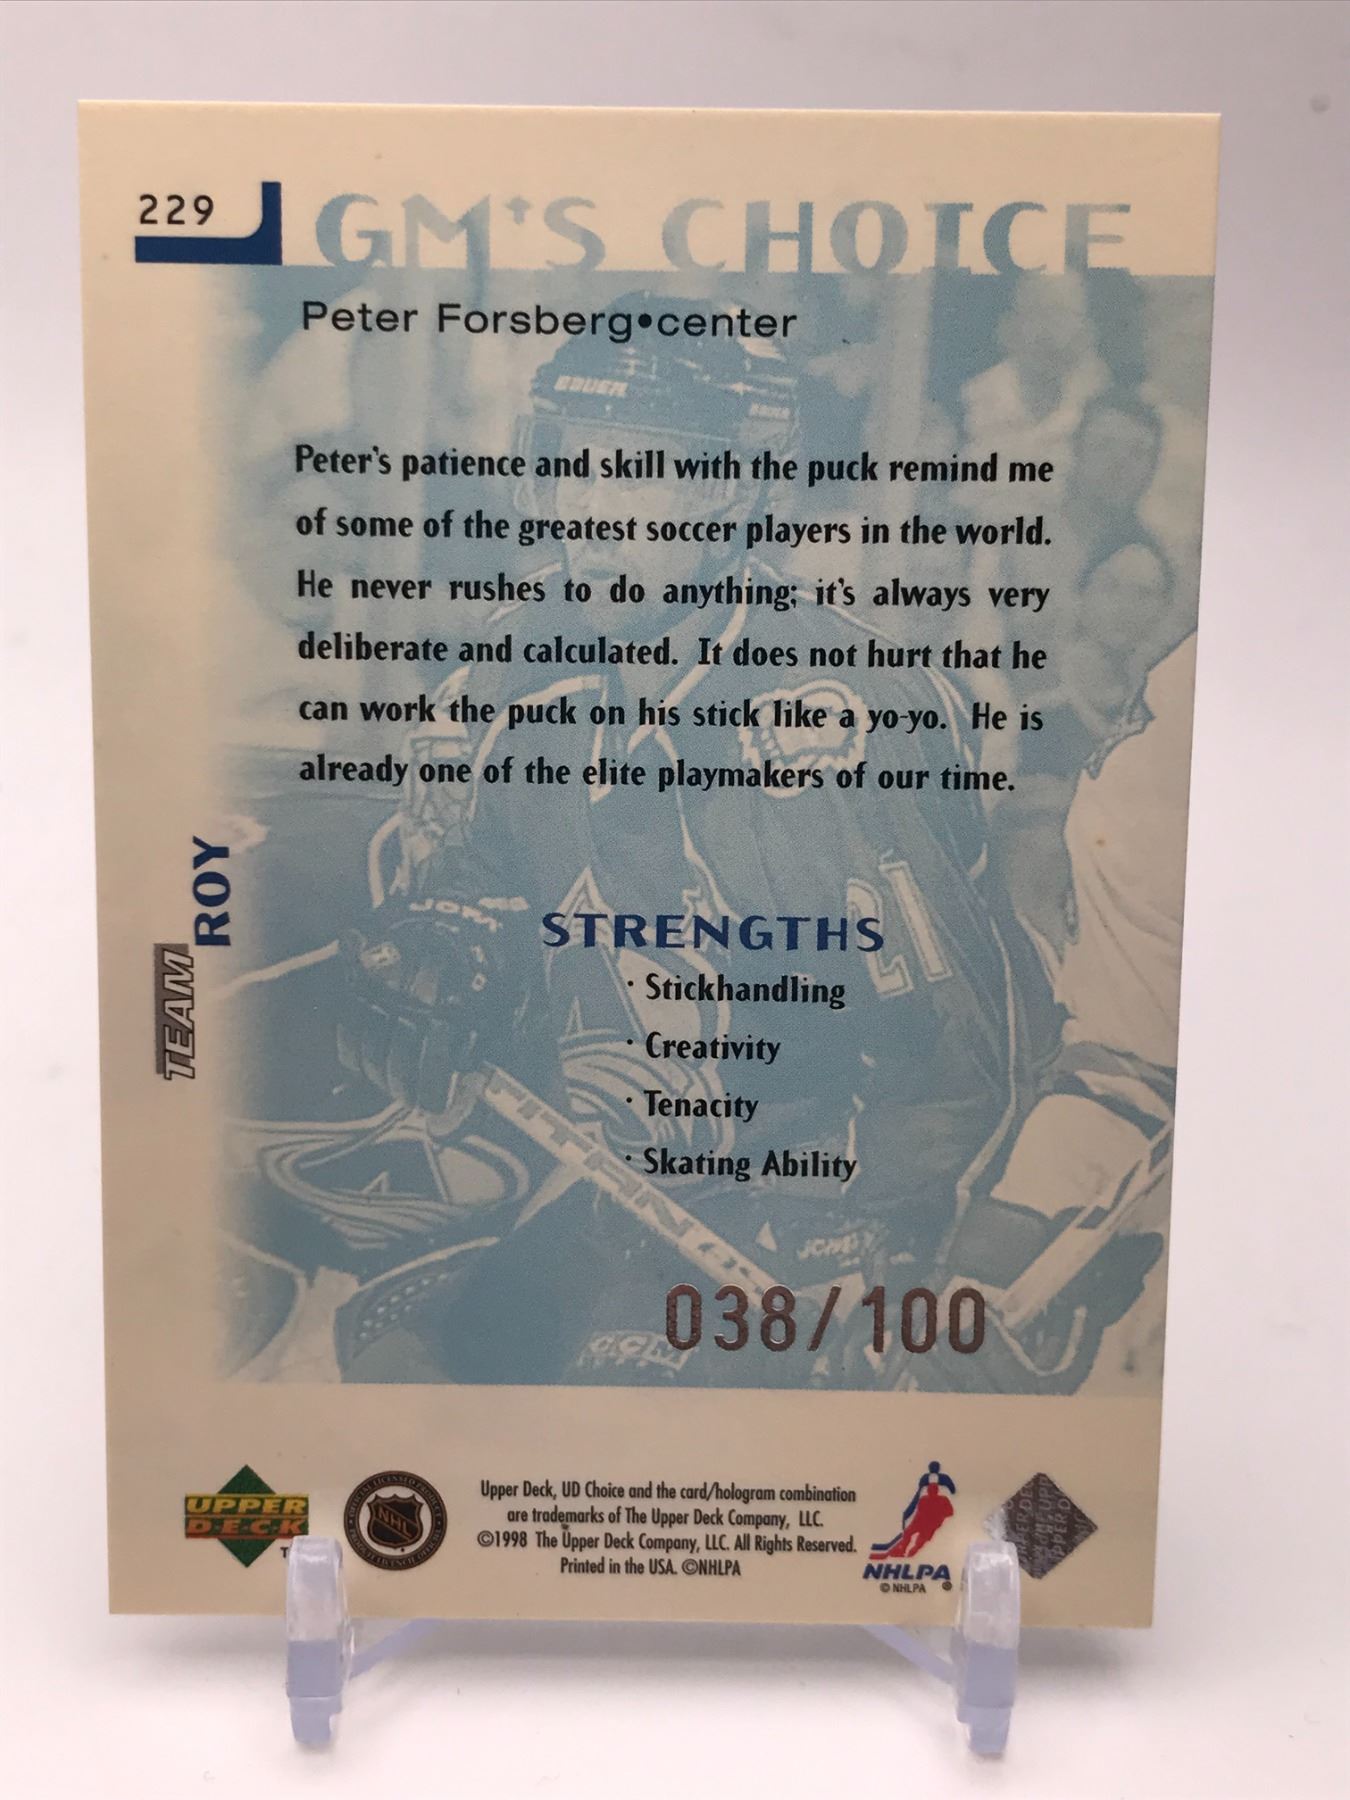 229
GM'S CHOICE
Peter Forsberg•center
BAUER
Peter's patience and skill with the puck remind me
of some of the greatest soccer players in the world.
He never rushes to do anything; it's always very
deliberate and calculated. It does not hurt that he
can work the puck on his stick like a yo-yo. He is
already one of the elite playmakers of our time.
TEAM
ROY
21
STRENGTHS
· Stickhandling
· Creativity
· Tenacity
· Skating Ability
038/100
CCM
UPPER
DECK
NHL
Upper Deck, UD Choice and the card/hologram combination
are trademarks of The Upper Deck Company, LLC.
©1998 The Upper Deck Company, LLC. All Rights Reserved.
Printed in the USA. ©NHLPA
NHLPA
© NHLPA ®